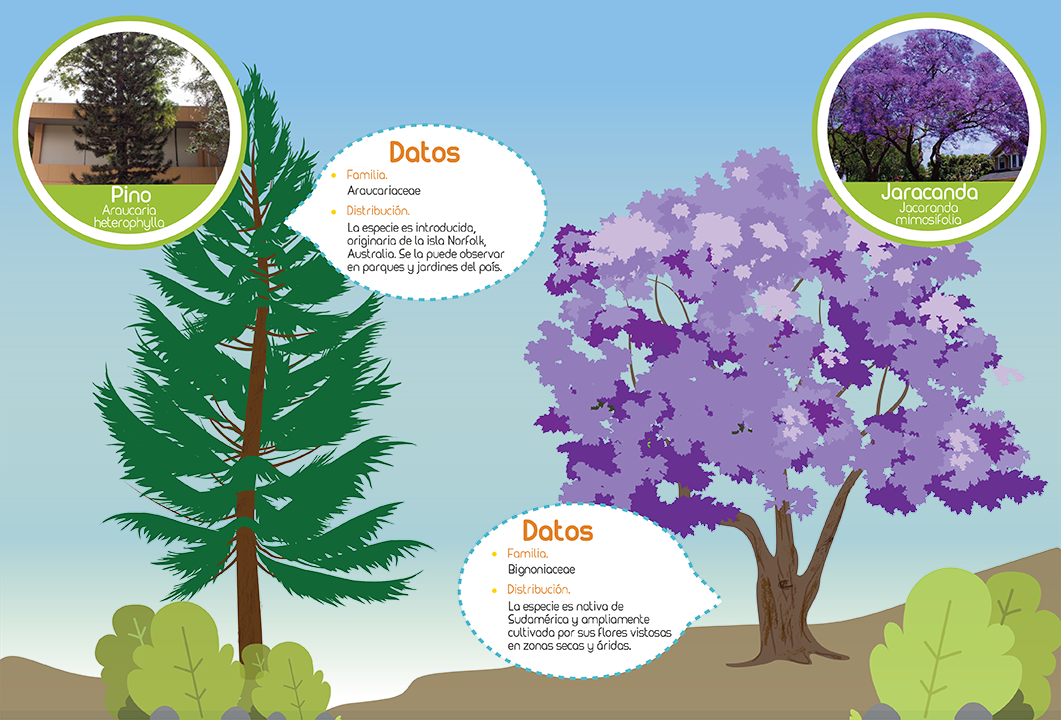 Pino
Araucaria
heterophylla
Datos
Familia.
Araucariaceae
Distribución.
La especie es introducida,
originaria de la isla Norfolk,
Australia. Se la puede observar
en parques y jardines del país.
Jaracanda
Jacaranda
mimosifolia
Datos
Familia.
Bignoniaceae
Distribución.
La especie es nativa de
Sudamérica y ampliamente
cultivada por sus flores vistosas
en zonas secas y áridas.